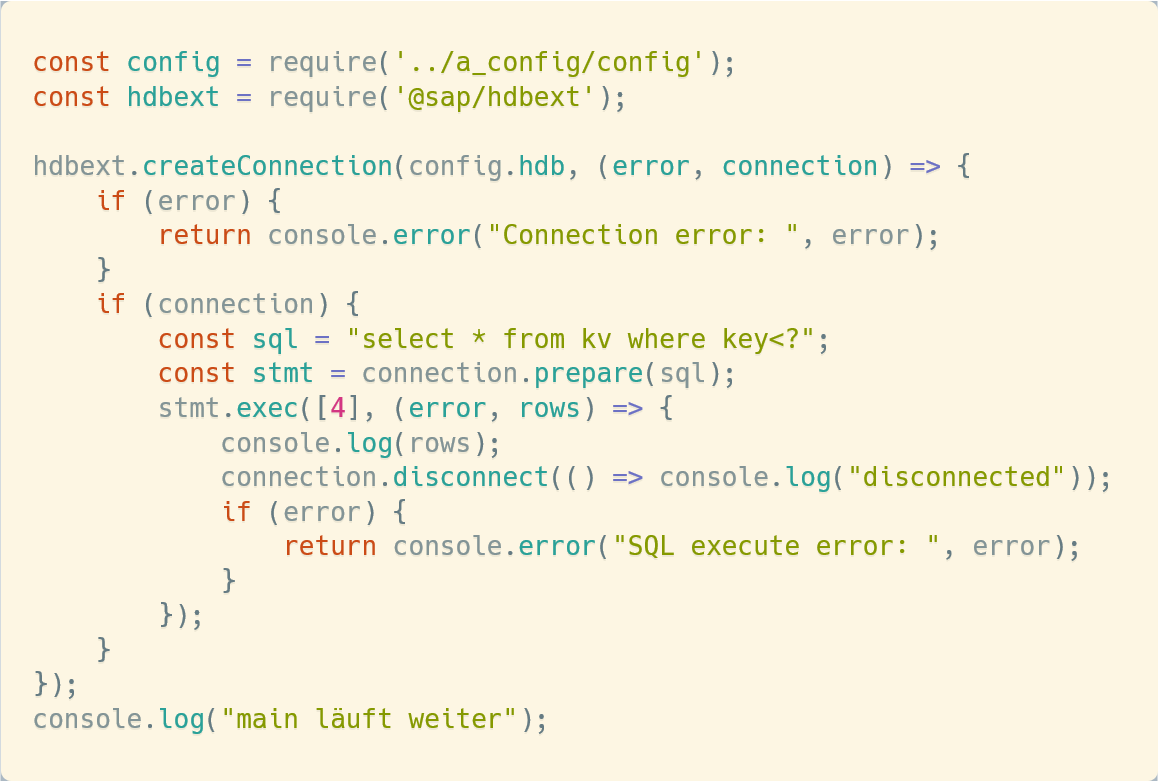 const config = require('../a_config/config');
const hdbext = require('@sap/hdbext');

hdbext.createConnection(config.hdb, (error, connection) => {
    if (error) {
        return console.error("Connection error: ", error);
    }
    if (connection) {
        const sql = "select * from kv where key<?";
        const stmt = connection.prepare(sql);
        stmt.exec([4], (error, rows) => {
            console.log(rows);
            connection.disconnect(() => console.log("disconnected"));
            if (error) {
                return console.error("SQL execute error: ", error);
            }
        });
    }
});
console.log("main läuft weiter");